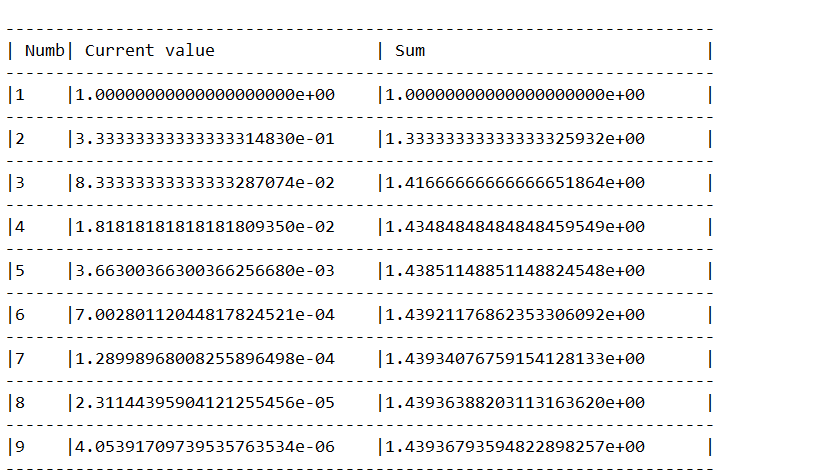 -----------------------------------------------------------------------
| Numb| Current value                | Sum                            |
-----------------------------------------------------------------------
|1    |1.00000000000000000000e+00    |1.00000000000000000000e+00      |
-----------------------------------------------------------------------
|2    |3.33333333333333314830e-01    |1.33333333333333325932e+00      |
-----------------------------------------------------------------------
|3    |8.33333333333333287074e-02    |1.41666666666666651864e+00      |
-----------------------------------------------------------------------
|4    |1.81818181818181809350e-02    |1.43484848484848459549e+00      |
-----------------------------------------------------------------------
|5    |3.66300366300366256680e-03    |1.43851148851148824548e+00      |
-----------------------------------------------------------------------
|6    |7.00280112044817824521e-04    |1.43921176862353306092e+00      |
-----------------------------------------------------------------------
|7    |1.28998968008255896498e-04    |1.43934076759154128133e+00      |
-----------------------------------------------------------------------
|8    |2.31144395904121255456e-05    |1.43936388203113163620e+00      |
-----------------------------------------------------------------------
|9    |4.05391709739535763534e-06    |1.43936793594822898257e+00      |
-----------------------------------------------------------------------